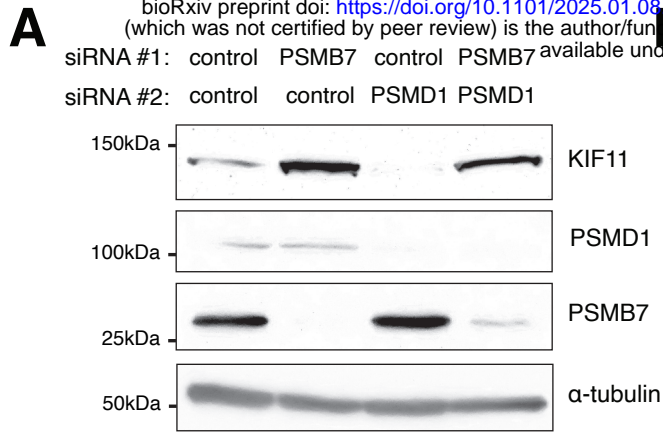 bioRxiv preprint doi: https://doi.org/10.1101/2025.01.08
A
(which was not certified by peer review) is the author/fun
available und
siRNA #1: control PSMB7 control PSMB7
siRNA #2: control control PSMD1 PSMD1
150kDa
KIF11
PSMD1
100kDa
PSMB7
25kDa
α-tubulin
50kDa